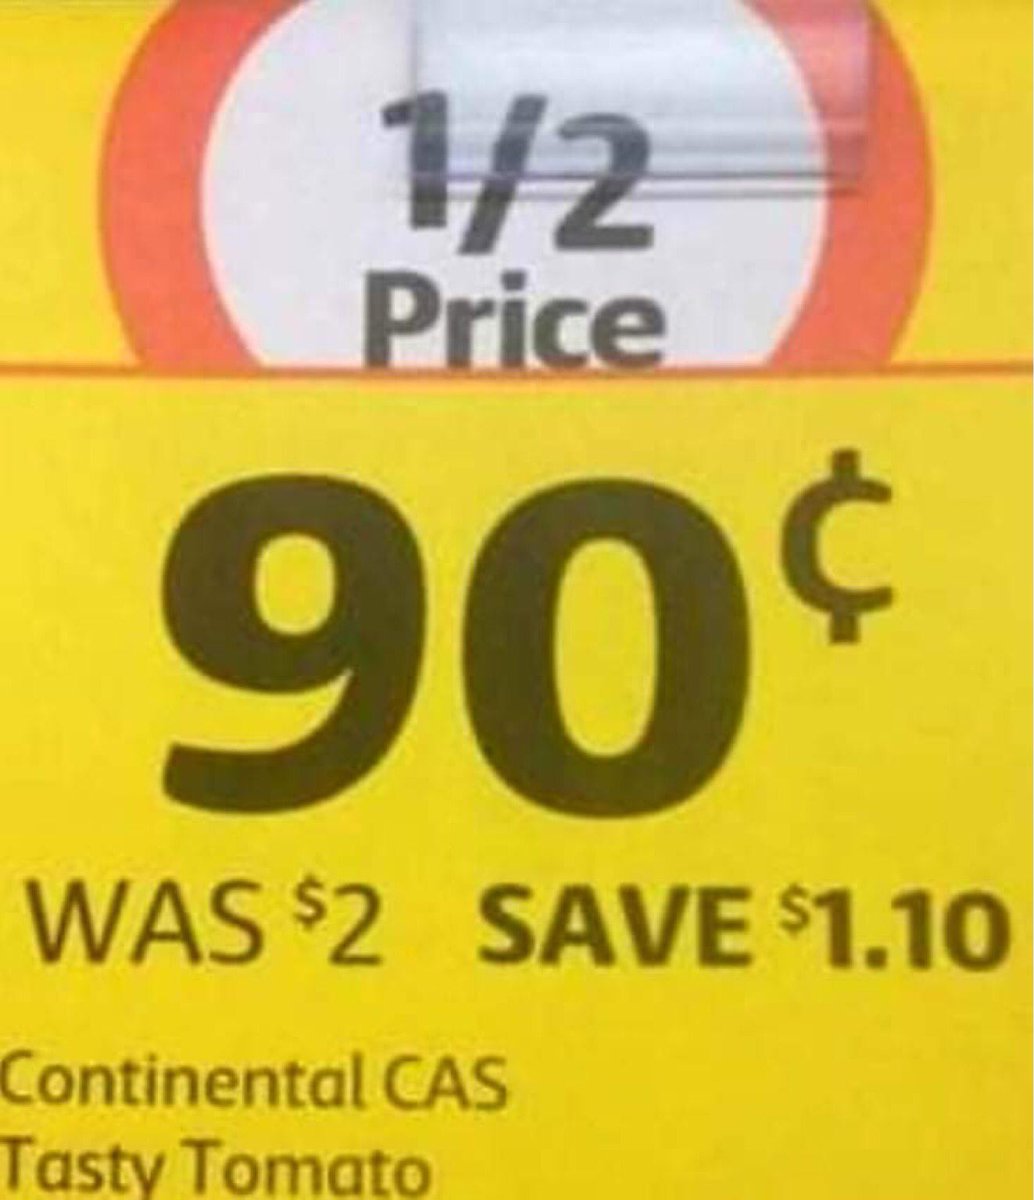 1/2
Price
90¢
WAS $2 SAVE $1.10
Continental CAS
Tasty Tomato